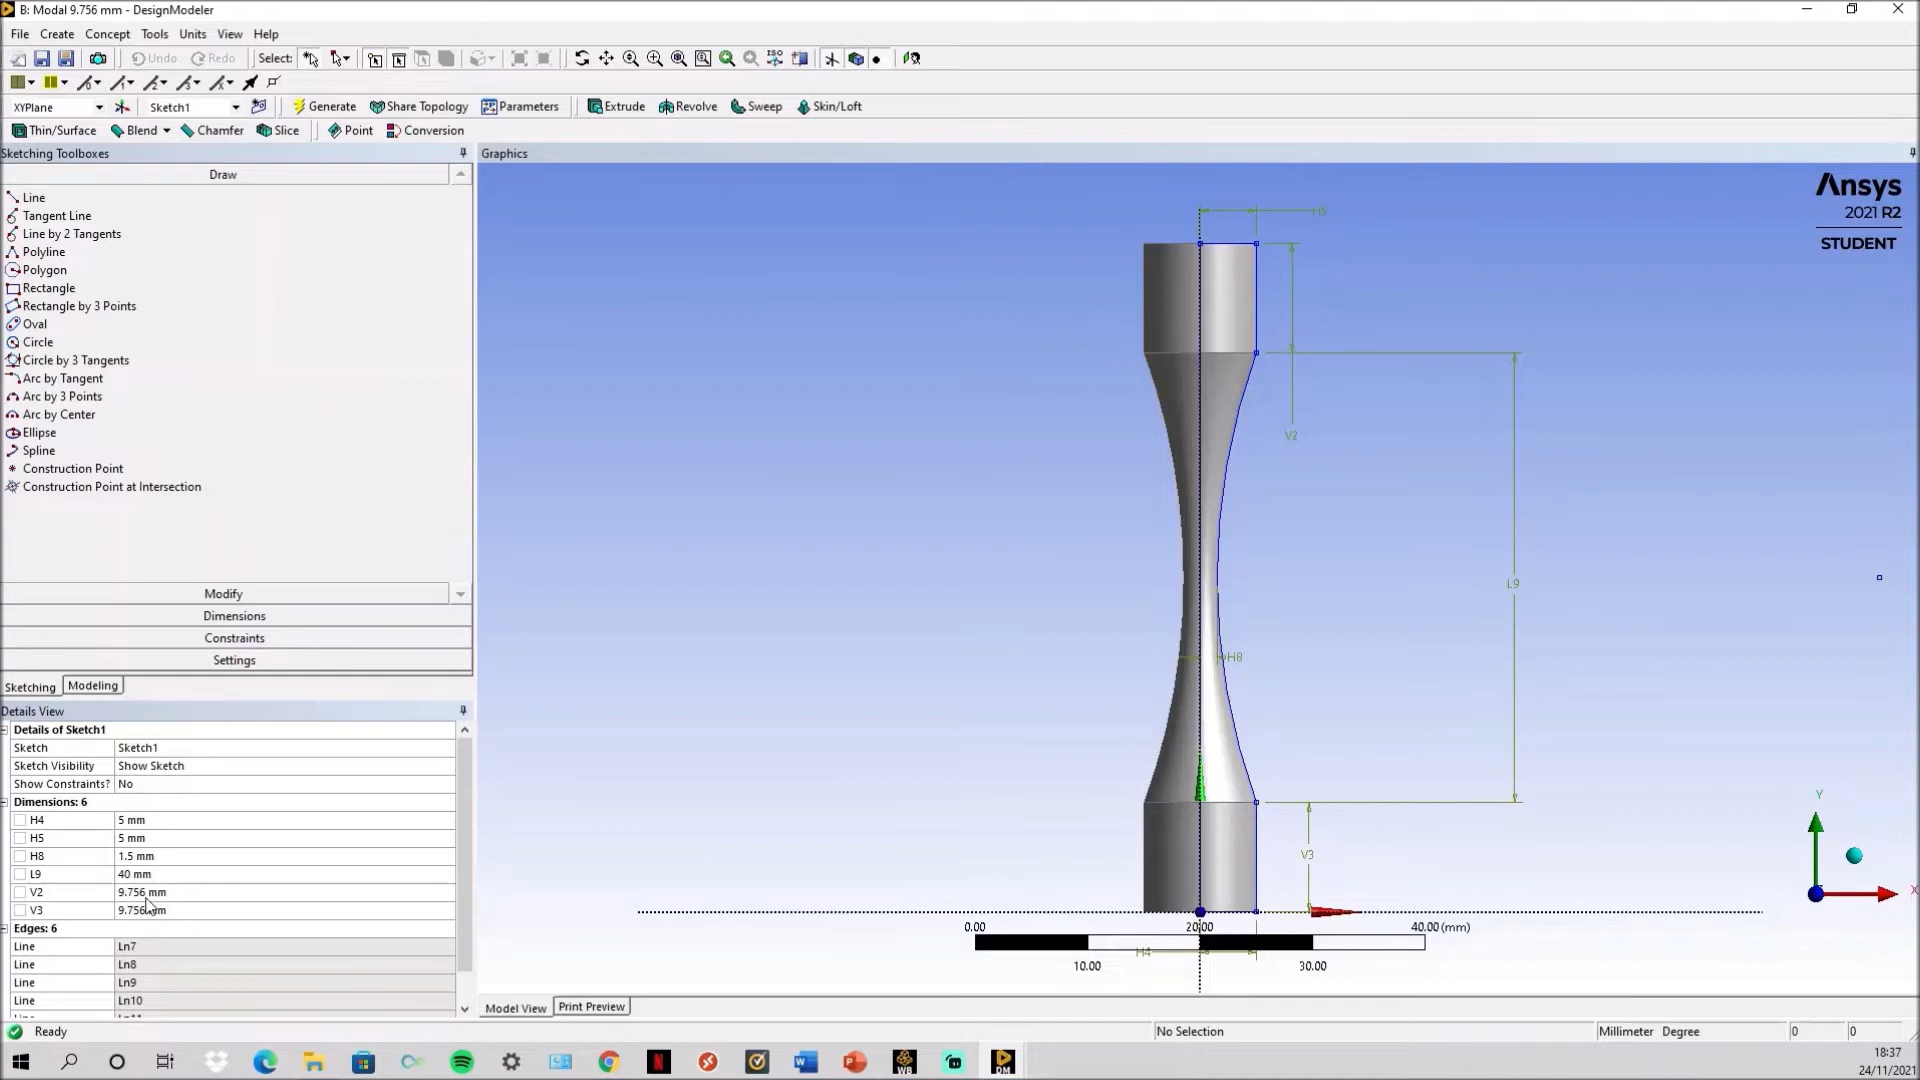 B: Modal 9.756 mm - DesignModeler
File Create Concept Tools Units View Help
Undo Redo Select: ISO
XYPlane Sketch1 Generate Share Topology Parameters Extrude Revolve Sweep Skin/Loft
Thin/Surface Blend Chamfer Slice Point Conversion
Sketching Toolboxes
Draw
Line
Tangent Line
Line by 2 Tangents
Polyline
Polygon
Rectangle
Rectangle by 3 Points
Oval
Circle
Circle by 3 Tangents
Arc by Tangent
Arc by 3 Points
Arc by Center
Ellipse
Spline
Construction Point
Construction Point at Intersection
Modify
Dimensions
Constraints
Settings
Sketching Modeling
Details View
Details of Sketch1
Sketch Sketch1
Sketch Visibility Show Sketch
Show Constraints? No
Dimensions: 6
H4 5 mm
H5 5 mm
H8 1.5 mm
L9 40 mm
V2 9.756 mm
V3 9.756 mm
Edges: 6
Line Ln7
Line Ln8
Line Ln9
Line Ln10
Graphics
Ansys
2021 R2
STUDENT
H5
V2
L9
H8
V3
H4
0.00 20.00 40.00 (mm)
10.00 30.00
Y
X
Model View Print Preview
Ready No Selection Millimeter Degree 0 0
WB
DM
18:37
24/11/2021